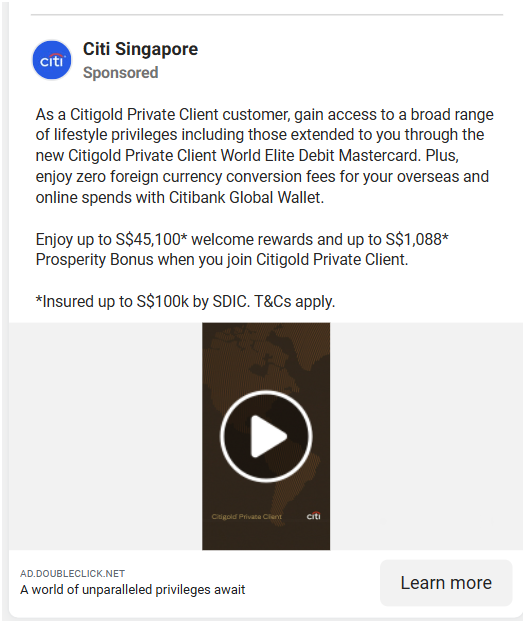 citi
Citi Singapore
Sponsored
As a Citigold Private Client customer, gain access to a broad range
of lifestyle privileges including those extended to you through the
new Citigold Private Client World Elite Debit Mastercard. Plus,
enjoy zero foreign currency conversion fees for your overseas and
online spends with Citibank Global Wallet.
Enjoy up to S$45,100* welcome rewards and up to S$1,088*
Prosperity Bonus when you join Citigold Private Client.
*Insured up to S$100k by SDIC. T&Cs apply.
Citigold Private Client
citi
AD.DOUBLECLICK.NET
A world of unparalleled privileges await
Learn more